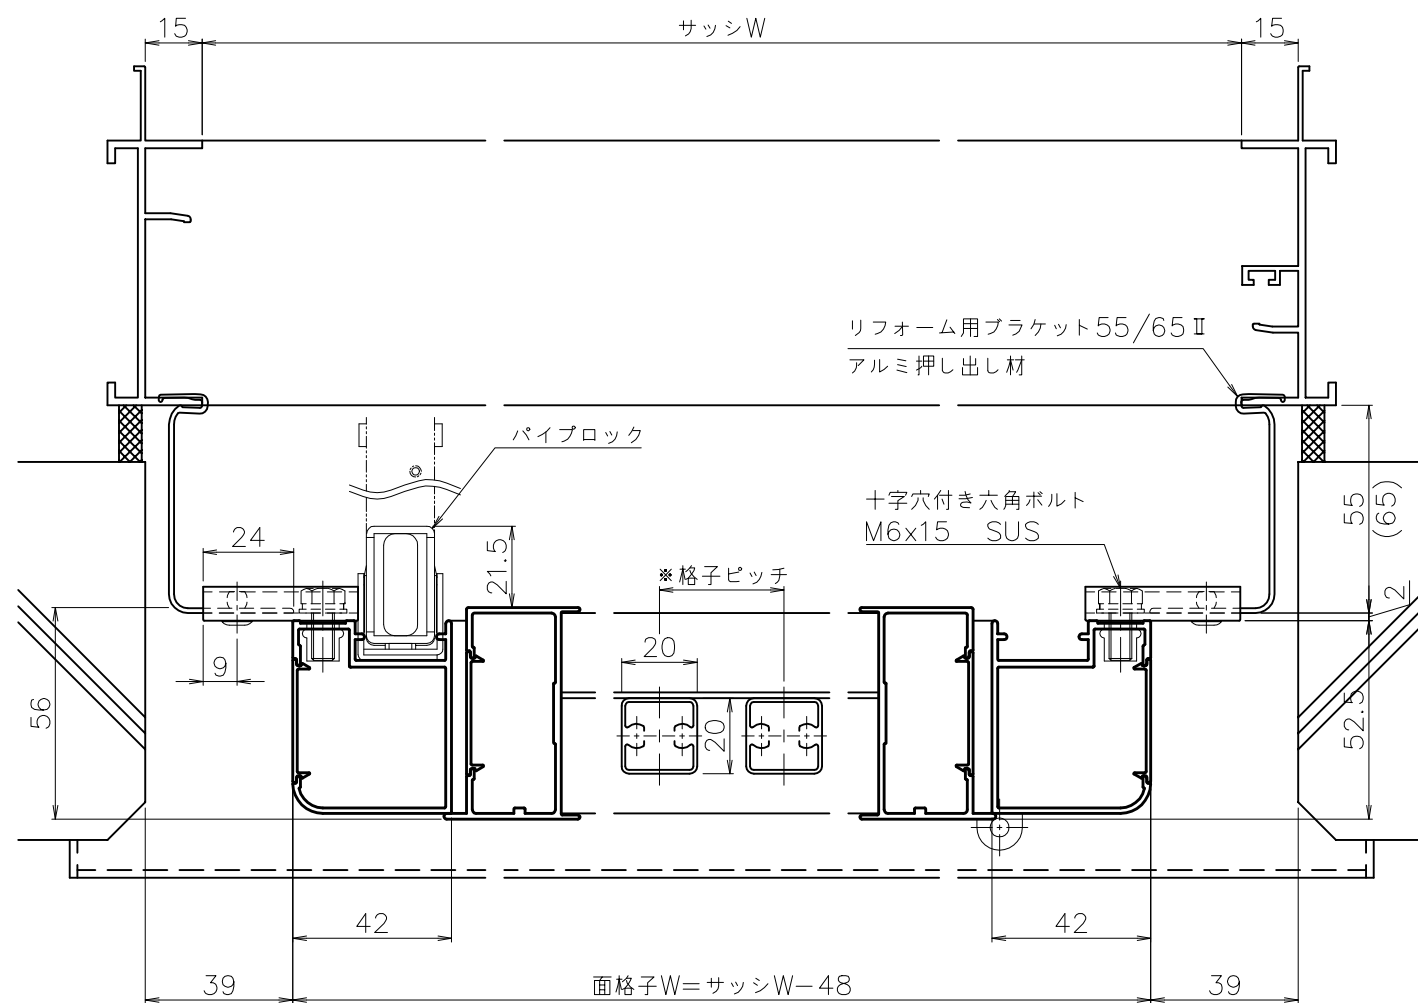 15
サッシW
15
リフォーム用ブラケット55/65Ⅱ
アルミ押し出し材
パイプロック
十字穴付き六角ボルト
M6x15 SUS
55
(65)
24
21.5
※格子ピッチ
2
20
9
56
20
52.5
42
42
39
面格子W=サッシW-48
39